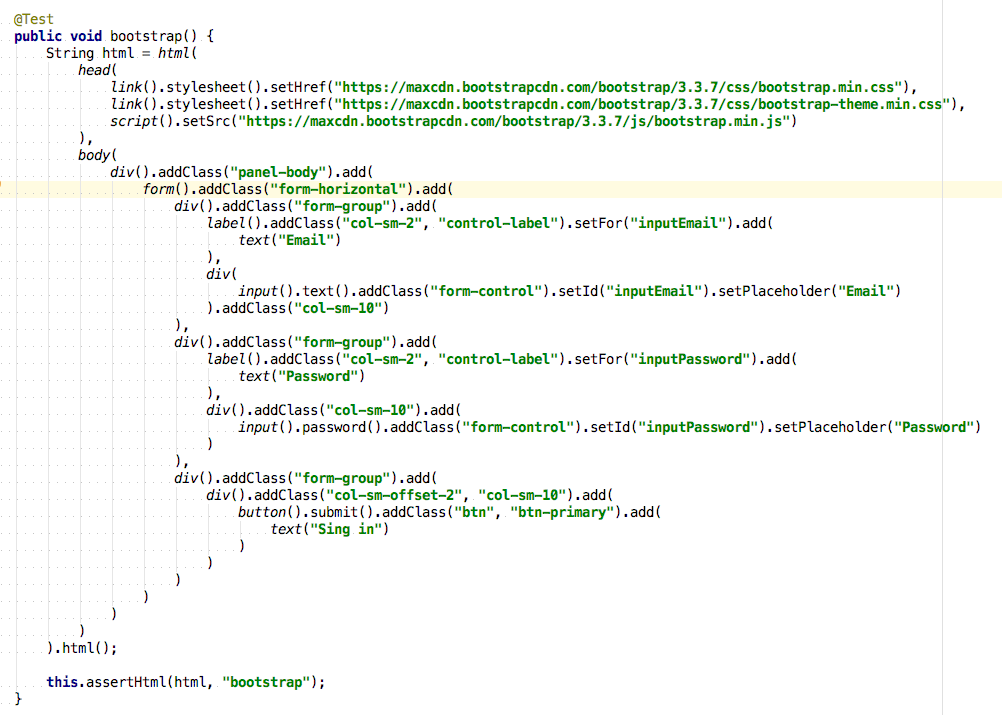 @Test
public void bootstrap() {
    String html = html(
        head(
            link().stylesheet().setHref("https://maxcdn.bootstrapcdn.com/bootstrap/3.3.7/css/bootstrap.min.css"),
            link().stylesheet().setHref("https://maxcdn.bootstrapcdn.com/bootstrap/3.3.7/css/bootstrap-theme.min.css"),
            script().setSrc("https://maxcdn.bootstrapcdn.com/bootstrap/3.3.7/js/bootstrap.min.js")
        ),
        body(
            div().addClass("panel-body").add(
                form().addClass("form-horizontal").add(
                    div().addClass("form-group").add(
                        label().addClass("col-sm-2", "control-label").setFor("inputEmail").add(
                            text("Email")
                        ),
                        div(
                            input().text().addClass("form-control").setId("inputEmail").setPlaceholder("Email")
                        ).addClass("col-sm-10")
                    ),
                    div().addClass("form-group").add(
                        label().addClass("col-sm-2", "control-label").setFor("inputPassword").add(
                            text("Password")
                        ),
                        div().addClass("col-sm-10").add(
                            input().password().addClass("form-control").setId("inputPassword").setPlaceholder("Password")
                        )
                    ),
                    div().addClass("form-group").add(
                        div().addClass("col-sm-offset-2", "col-sm-10").add(
                            button().submit().addClass("btn", "btn-primary").add(
                                text("Sing in")
                            )
                        )
                    )
                )
            )
        )
    ).html();

    this.assertHtml(html, "bootstrap");
}